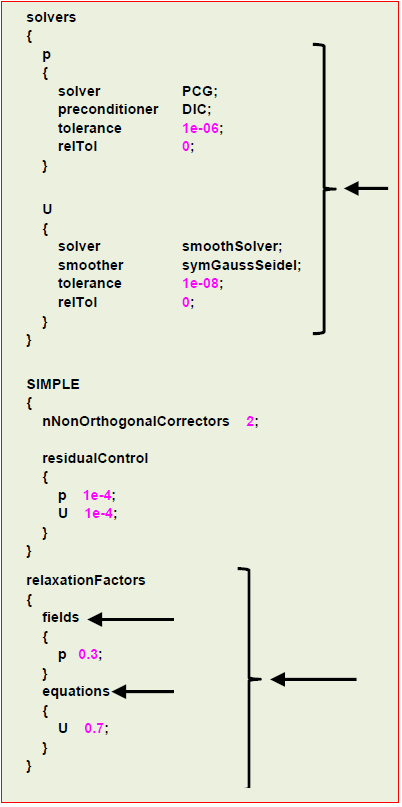 solvers
{
p
{
solver PCG;
preconditioner DIC;
tolerance 1e-06;
relTol 0;
}
U
{
solver smoothSolver;
smoother symGaussSeidel;
tolerance 1e-08;
relTol 0;
}
}
SIMPLE
{
nNonOrthogonalCorrectors 2;
residualControl
{
p 1e-4;
U 1e-4;
}
}
relaxationFactors
{
fields
{
p 0.3;
}
equations
{
U 0.7;
}
}